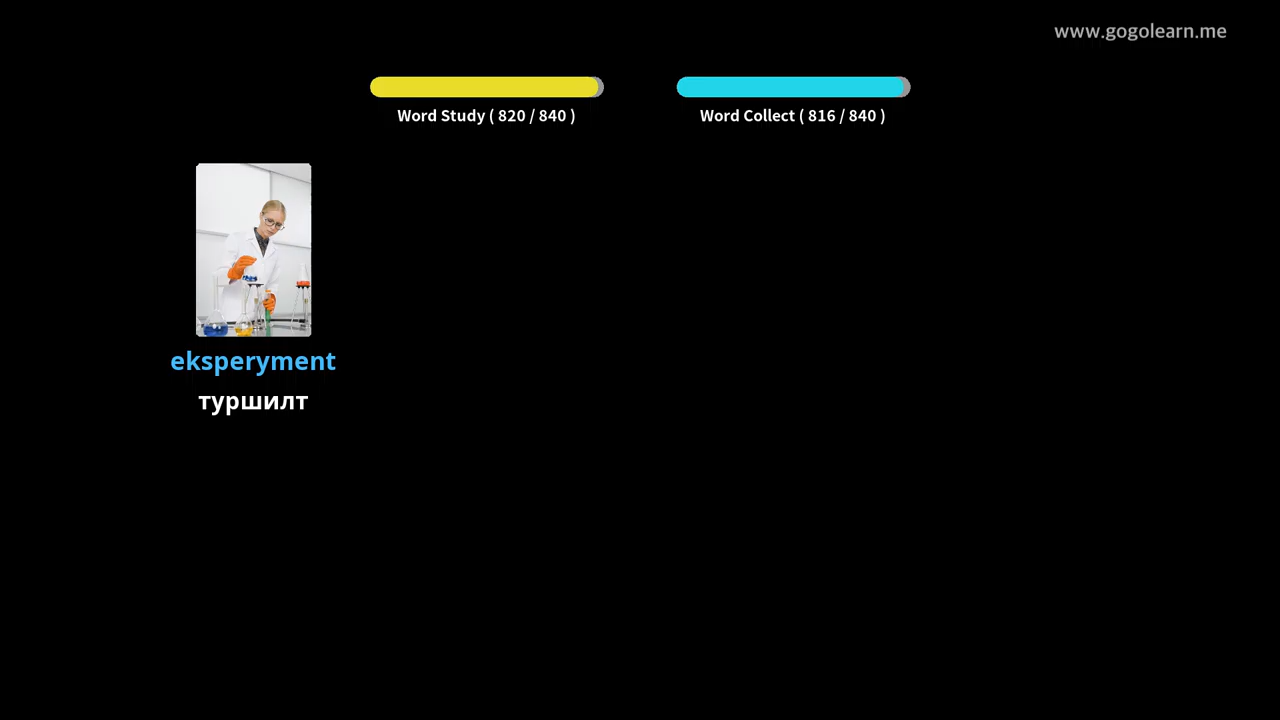 www.gogolearn.me
Word Study ( 820 / 840 )
Word Collect ( 816 / 840 )
eksperyment
туршилт